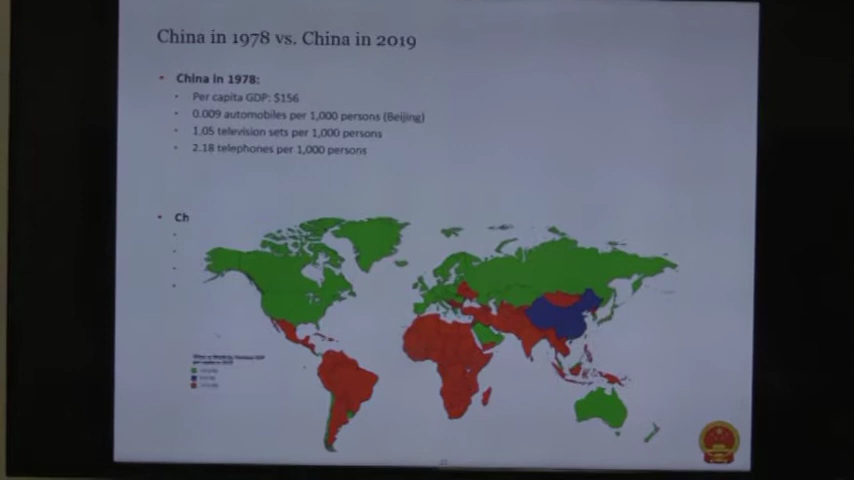 China in 1978 vs. China in 2019
China in 1978:
Per capita GDP: $156
0.009 automobiles per 1,000 persons (Beijing)
1.05 television sets per 1,000 persons
2.18 telephones per 1,000 persons
Ch